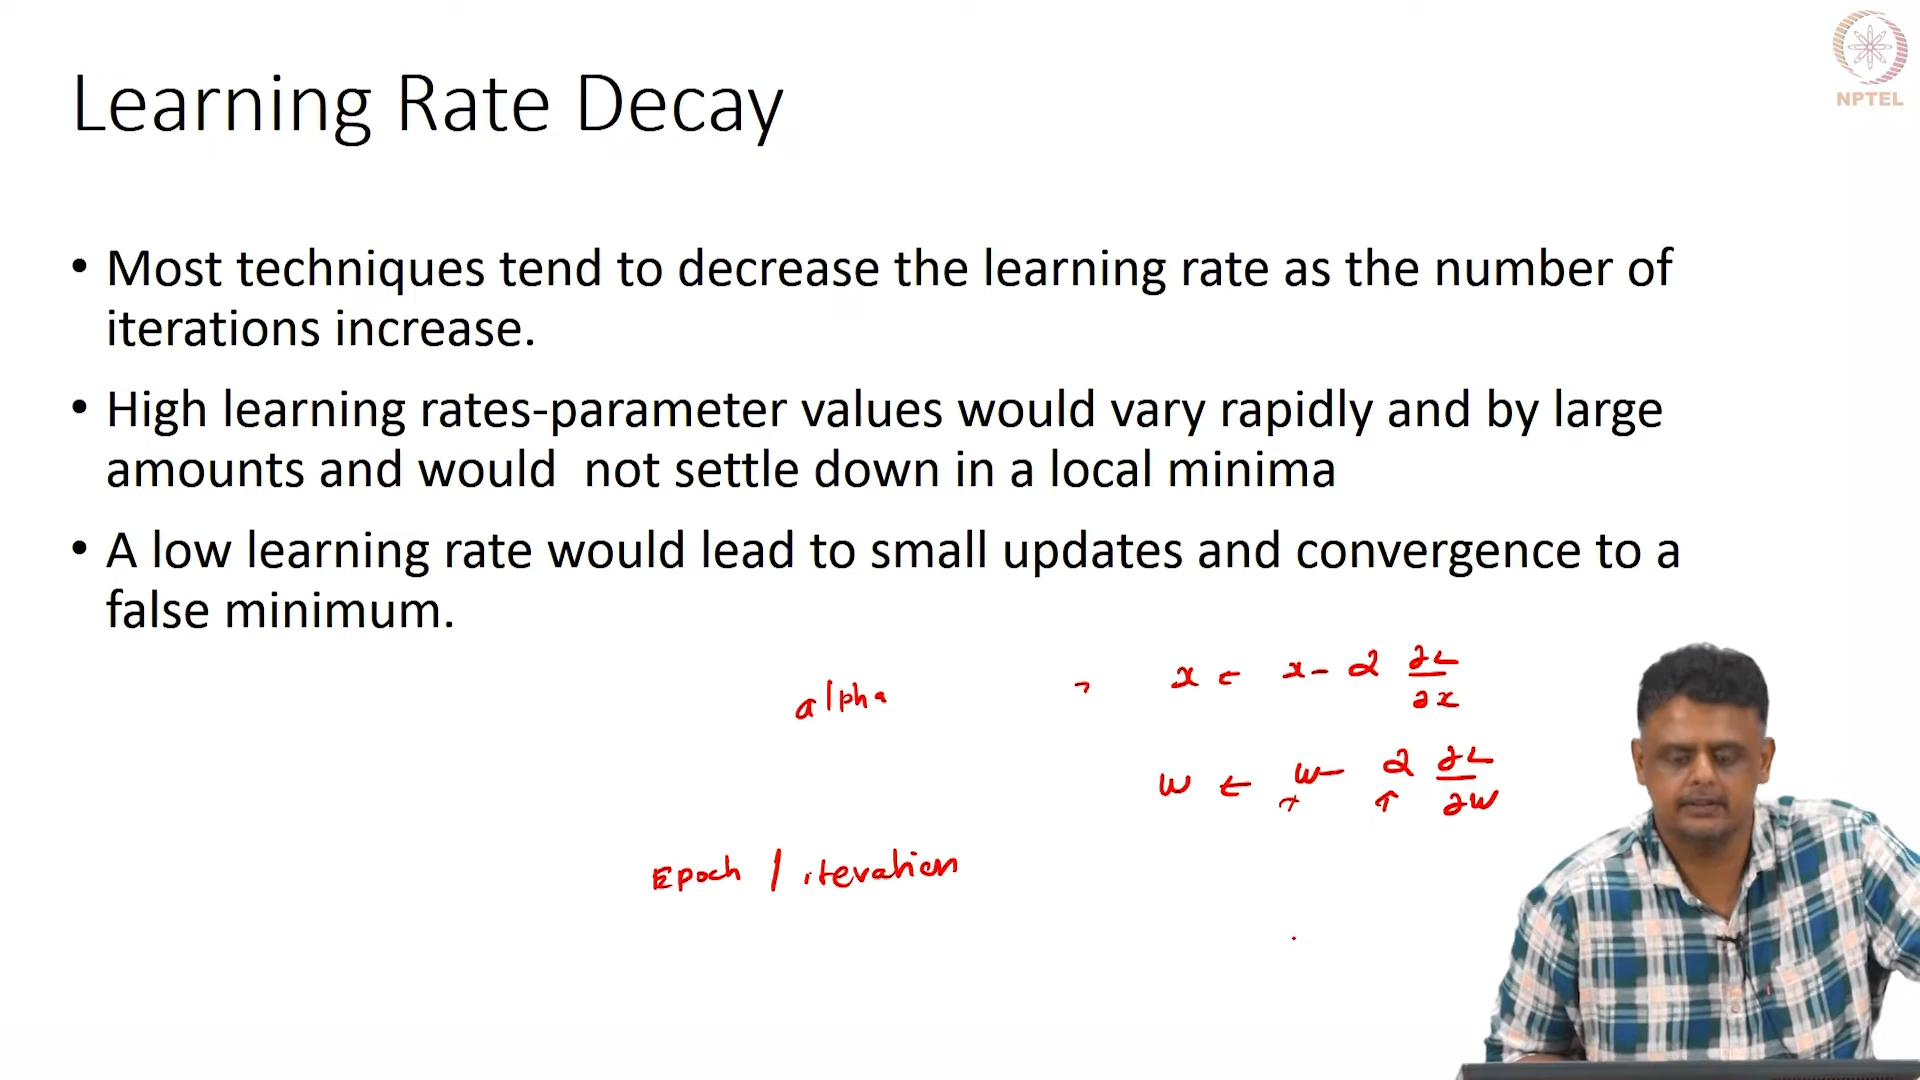 NPTEL
Learning Rate Decay
• Most techniques tend to decrease the learning rate as the number of
iterations increase.
• High learning rates-parameter values would vary rapidly and by large
amounts and would not settle down in a local minima
• A low learning rate would lead to small updates and convergence to a
false minimum.
alpha
x ← x - α ∂L/∂x
w ← w - α ∂L/∂w
Epoch / iteration